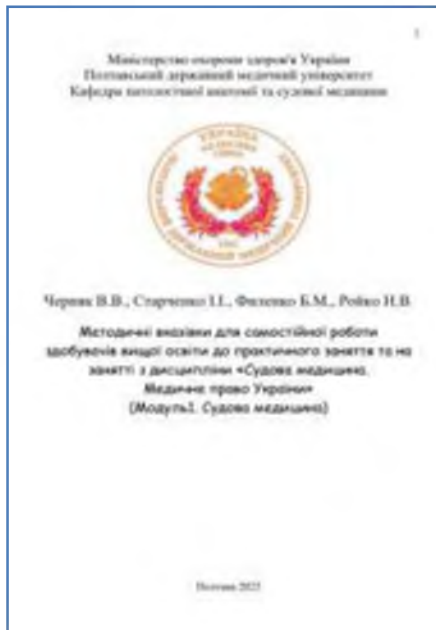 1
Міністерство охорони здоров'я України
Полтавський державний медичний університет
Кафедра патологічної анатомії та судової медицини
УКРАЇНА
Черняк В.В., Старченко І.І., Филенко Б.М., Ройко Н.В
Методичні вказівки для самостійної роботи
здобувачів вищої освіти до практичного заняття та на
занятті з дисципліни «Судова медицина.
Медичне право України»
(Модуль1. Судова медицина)
Полтава